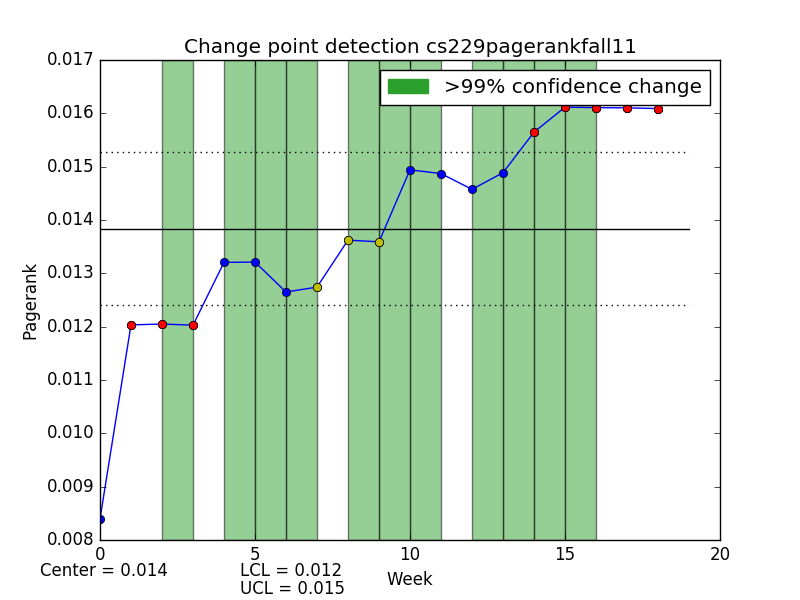 Change point detection cs229pagerankfall11
>99% confidence change
0.017
0.016
0.015
0.014
0.013
0.012
0.011
0.010
0.009
0.008
Pagerank
0 5 10 15 20
Center = 0.014 LCL = 0.012
Week
UCL = 0.015